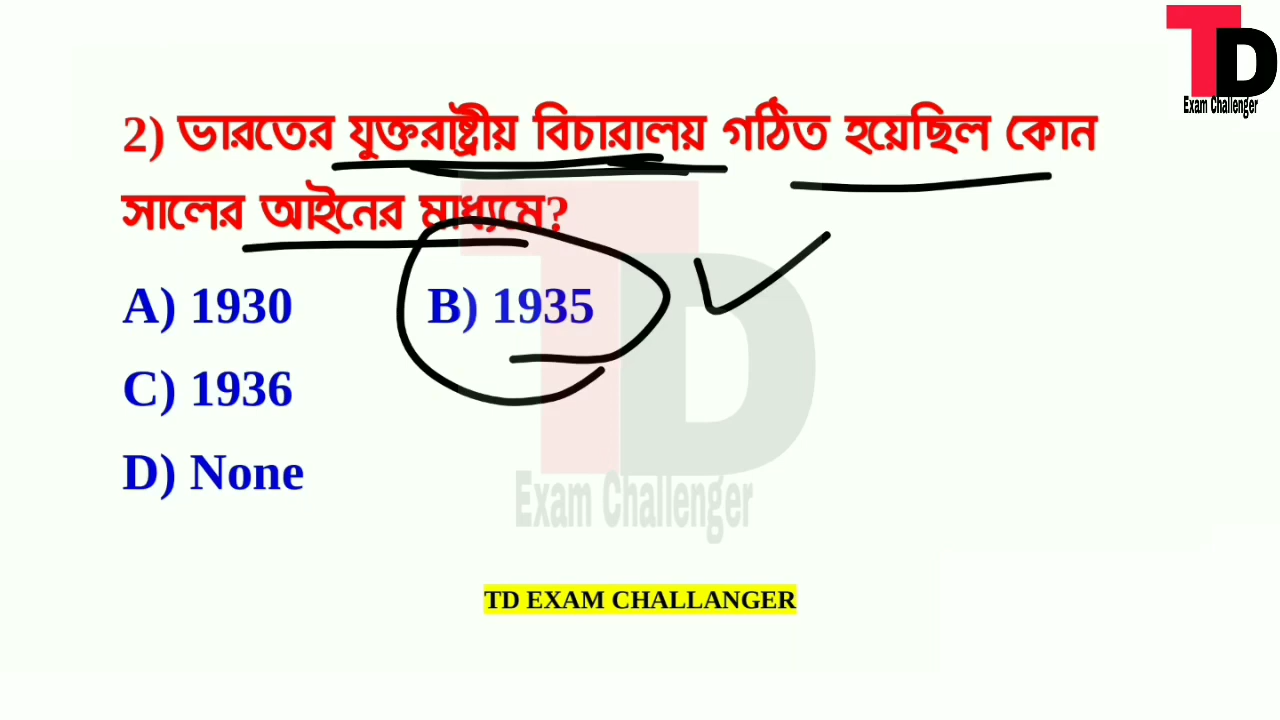 TD
Exam Challenger
2) ভারতের যুক্তরাষ্ট্রীয় বিচারালয় গঠিত হয়েছিল কোন
সালের আইনের মাধ্যমে?
A) 1930 B) 1935
C) 1936
D) None
TD
Exam Challenger
TD EXAM CHALLANGER